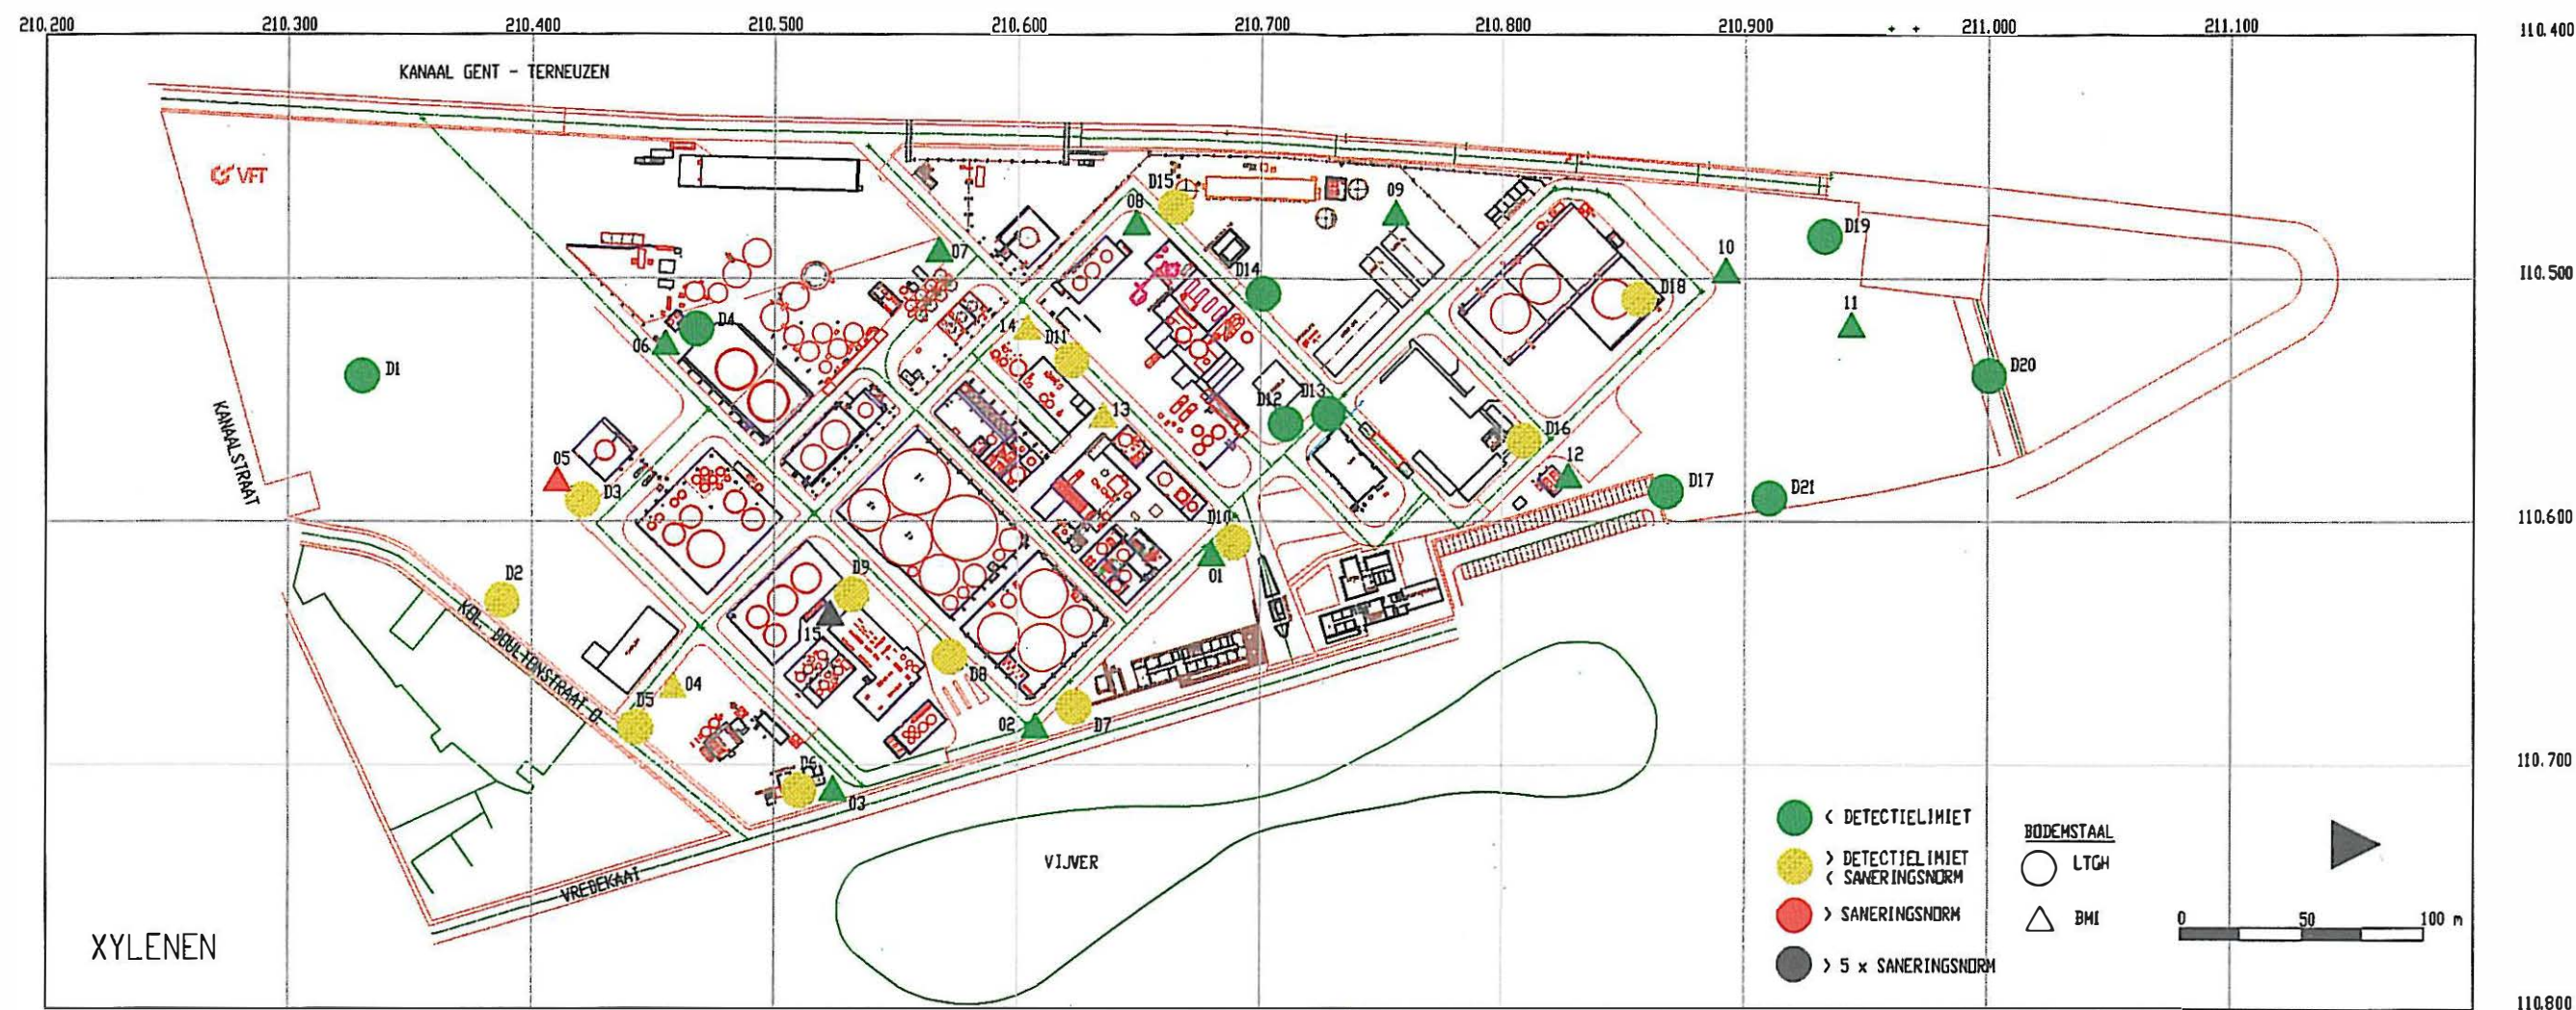 210.200 210.300 210.400 210.500 210.600 210.700 210.800 210.900 211.000 211.100 110.400
KANAAL GENT - TERNEUZEN
VFT
D15
09
08
D19
07
10
D14
110.500
D18
11
14
D4
D11
06
D20
D1
D13
D12
KANAALSTRAAT
13
D16
05
12
D3
D17
D21
D10
110.600
01
D2
D9
KOL. BOULTONSTRAAT D
15
D8
04
D5
02
D7
110.700
D6
03
< DETECTIELIMIET
BODEMSTAAL
> DETECTIELIMIET
< SANERINGSNORM
LTGH
VIJVER
VREDEKAAI
> SANERINGSNORM
BMI
0 50 100 m
XYLENEN
> 5 x SANERINGSNORM
110.800